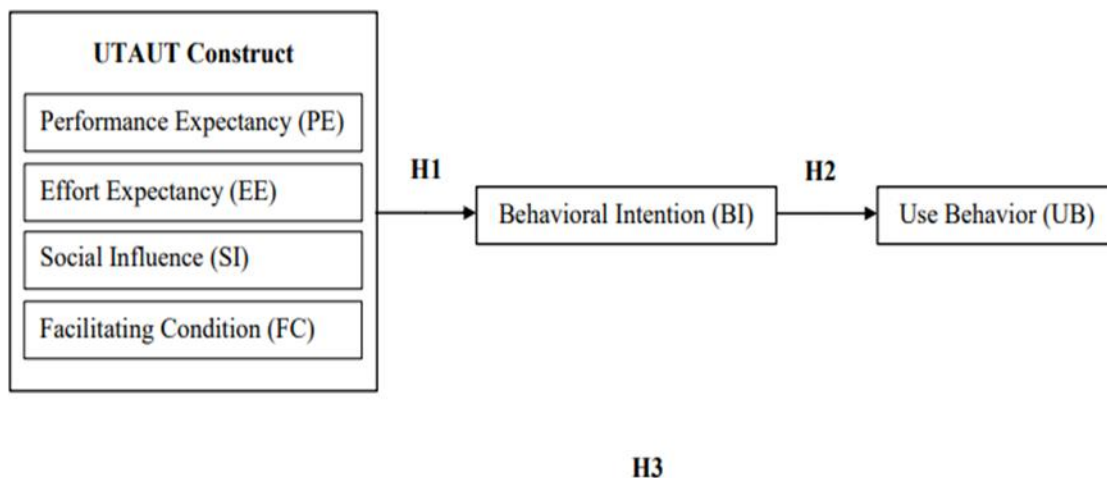 UTAUT Construct
Performance Expectancy (PE)
Effort Expectancy (EE)
Social Influence (SI)
Facilitating Condition (FC)
H1
Behavioral Intention (BI)
H2
Use Behavior (UB)
H3